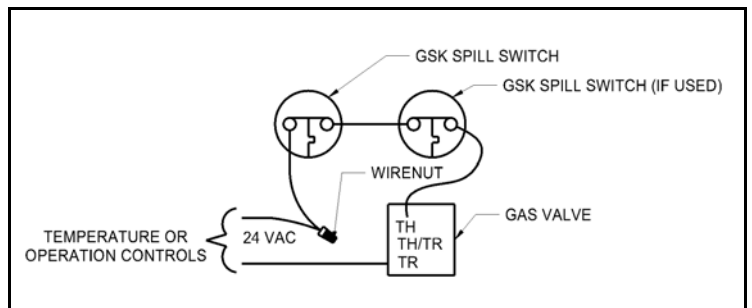 GSK SPILL SWITCH
GSK SPILL SWITCH (IF USED)
WIRENUT
TEMPERATURE OR
OPERATION CONTROLS
24 VAC
TH
TH/TR
TR
GAS VALVE